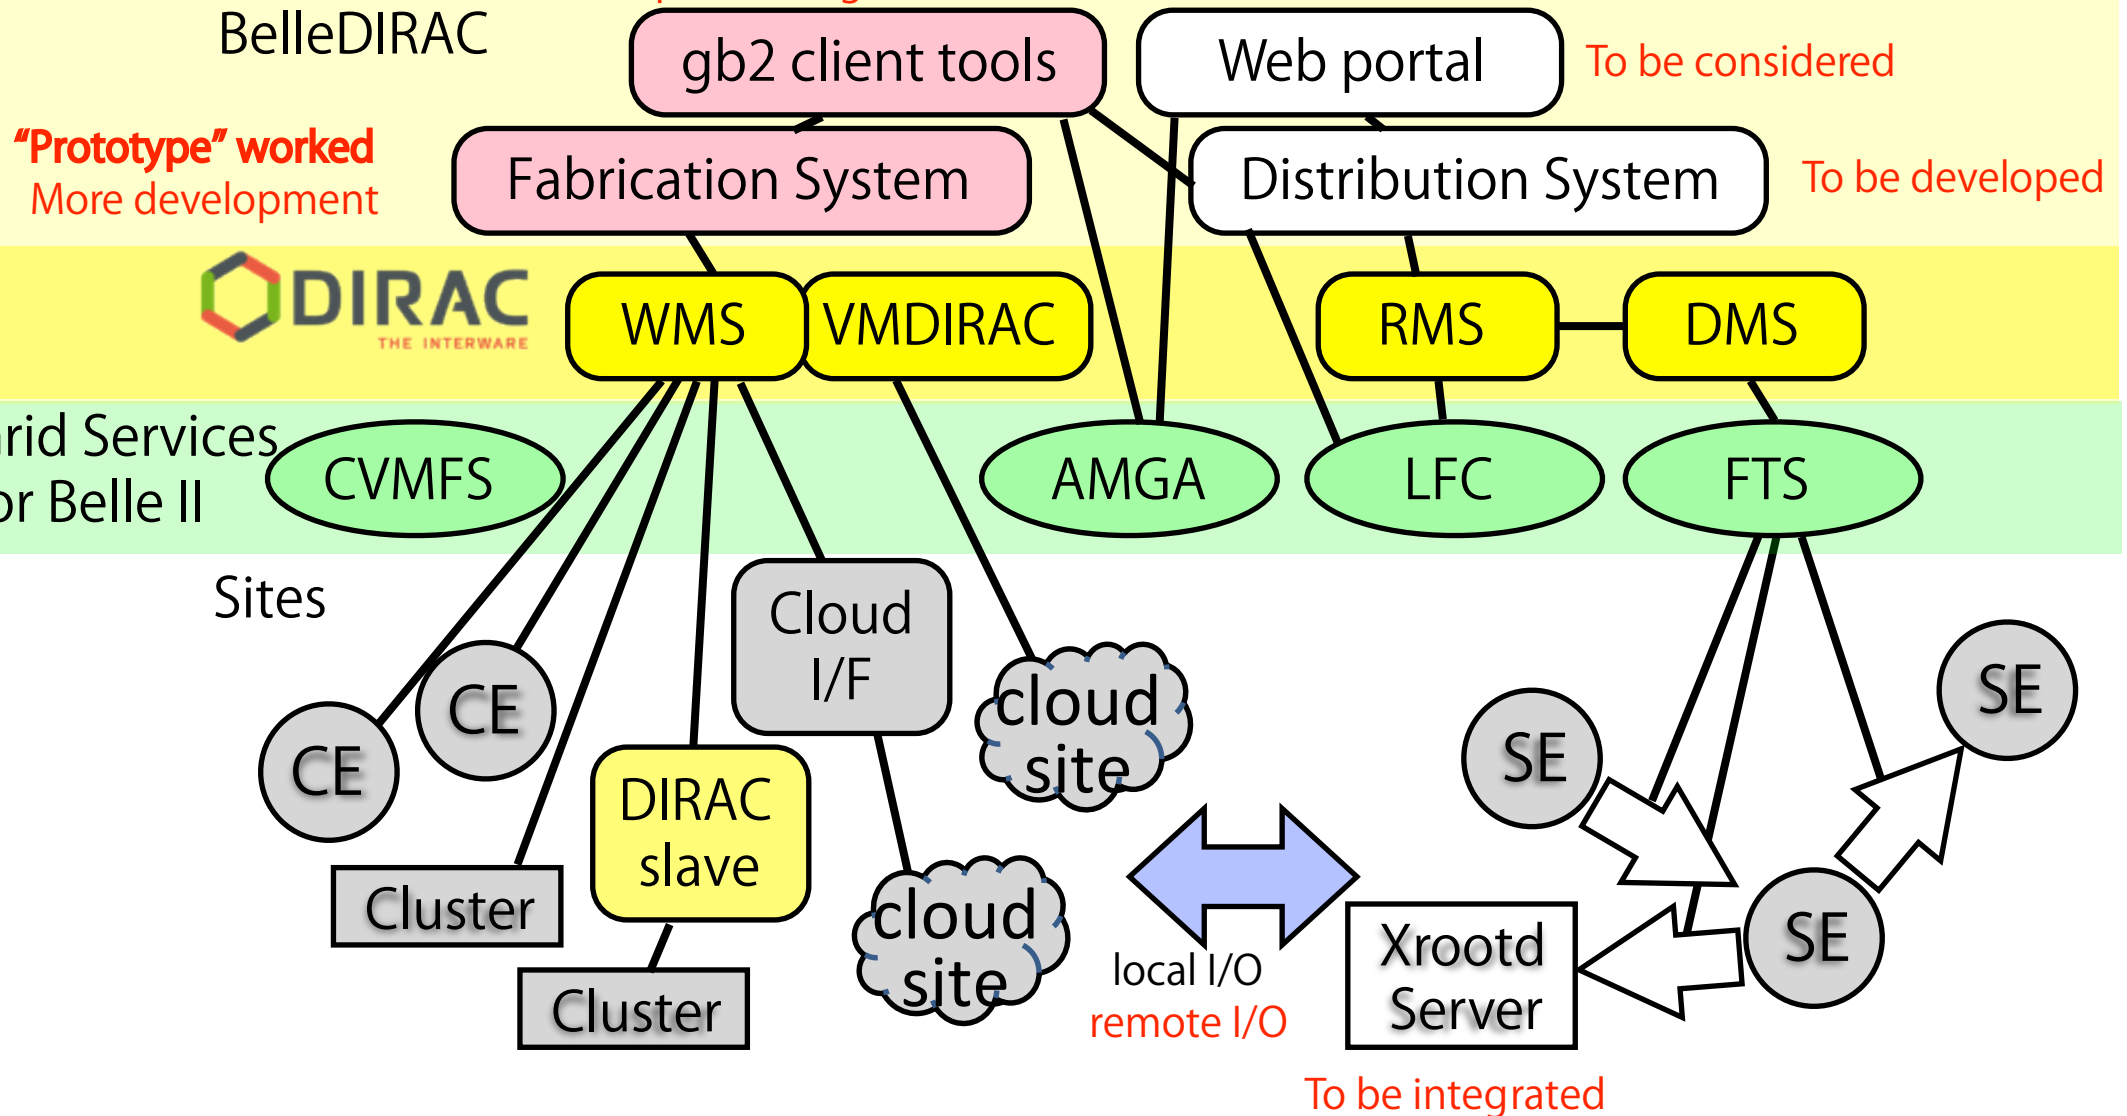 BelleDIRAC
gb2 client tools
Web portal
To be considered
"Prototype" worked
More development
Fabrication System
Distribution System
To be developed
DIRAC
THE INTERWARE
WMS
VMDIRAC
RMS
DMS
rid Services
or Belle II
CVMFS
AMGA
LFC
FTS
Sites
Cloud
I/F
CE
CE
cloud
site
SE
SE
DIRAC
slave
Cluster
cloud
site
Cluster
local I/O
remote I/O
Xrootd
Server
SE
To be integrated